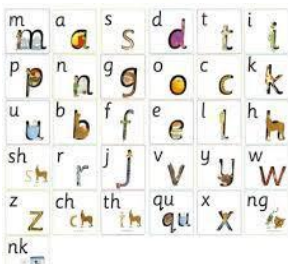 m a s d t i
p n g o c k
u b f e l h
sh r j v y w
z ch th qu x ng
nk